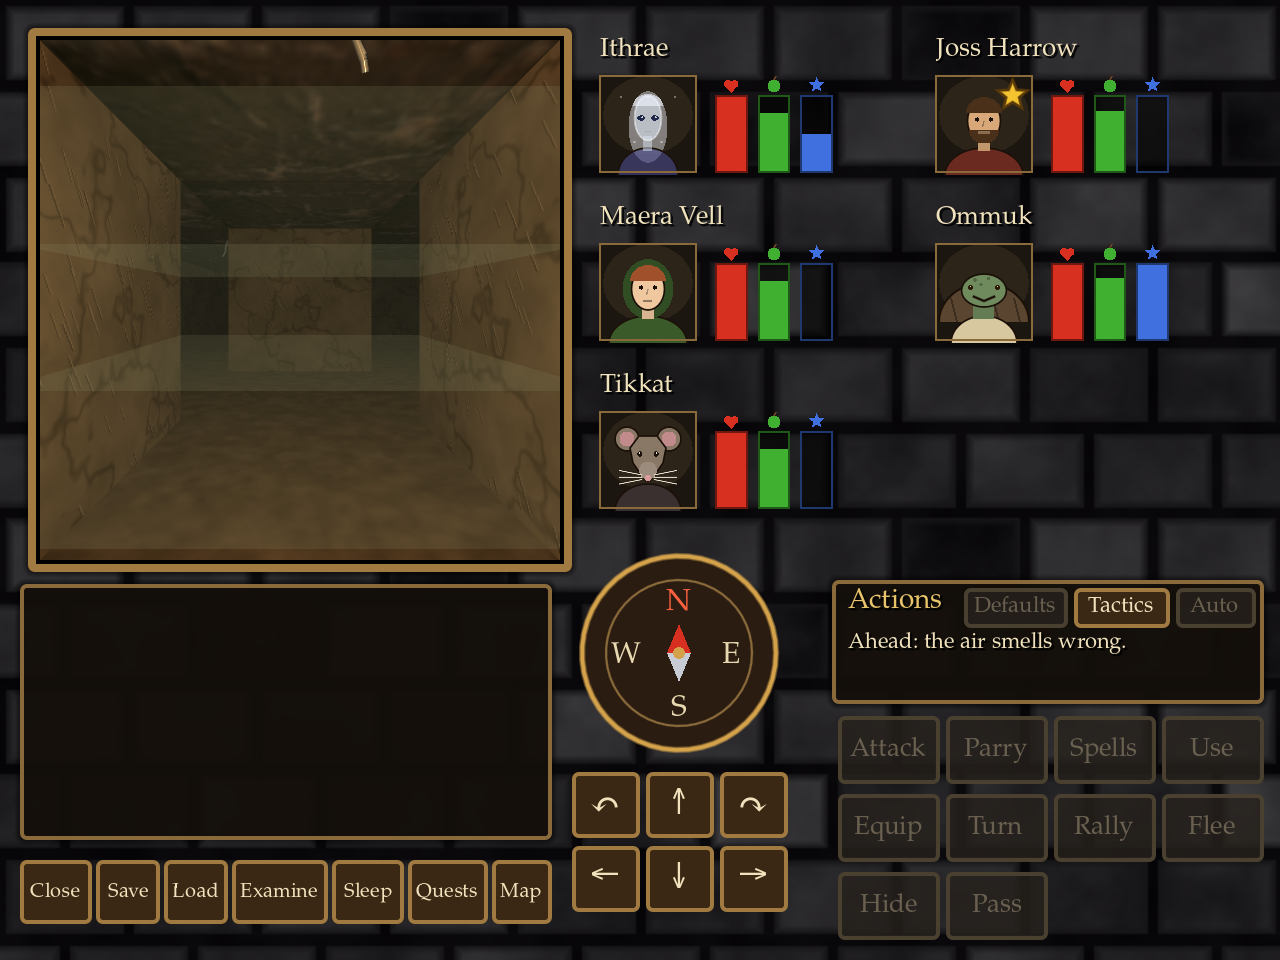 Ithrae
Joss Harrow
Maera Vell
Ommuk
Tikkat
N
W E
S
Actions Defaults Tactics Auto
Ahead: the air smells wrong.
Attack Parry Spells Use
Equip Turn Rally Flee
Hide Pass
Close Save Load Examine Sleep Quests Map